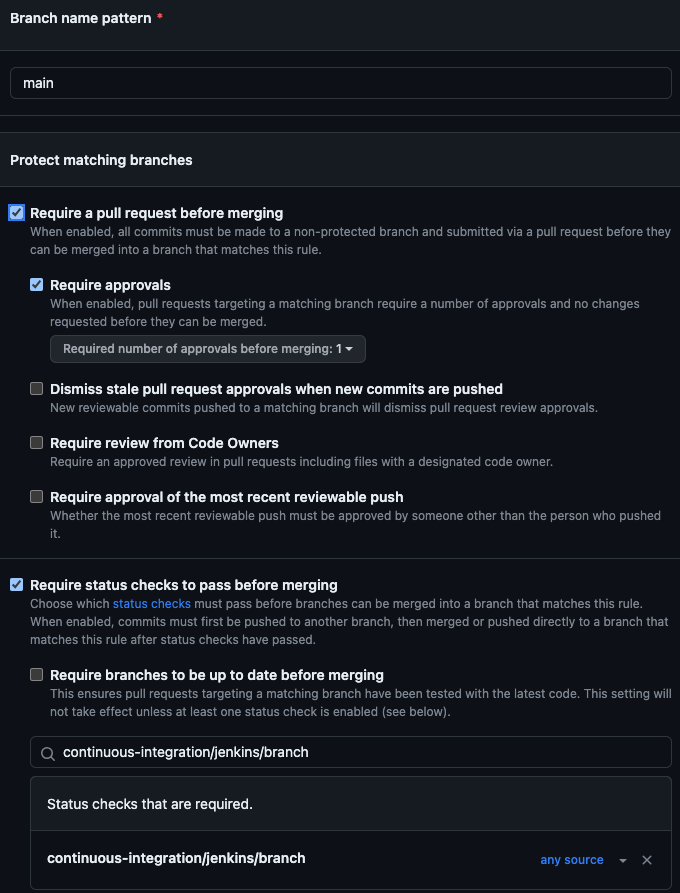 Branch name pattern *
main
Protect matching branches
Require a pull request before merging
When enabled, all commits must be made to a non-protected branch and submitted via a pull request before they
can be merged into a branch that matches this rule.
Require approvals
When enabled, pull requests targeting a matching branch require a number of approvals and no changes
requested before they can be merged.
Required number of approvals before merging: 1
Dismiss stale pull request approvals when new commits are pushed
New reviewable commits pushed to a matching branch will dismiss pull request review approvals.
Require review from Code Owners
Require an approved review in pull requests including files with a designated code owner.
Require approval of the most recent reviewable push
Whether the most recent reviewable push must be approved by someone other than the person who pushed
it.
Require status checks to pass before merging
Choose which status checks must pass before branches can be merged into a branch that matches this rule.
When enabled, commits must first be pushed to another branch, then merged or pushed directly to a branch that
matches this rule after status checks have passed.
Require branches to be up to date before merging
This ensures pull requests targeting a matching branch have been tested with the latest code. This setting will
not take effect unless at least one status check is enabled (see below).
continuous-integration/jenkins/branch
Status checks that are required.
continuous-integration/jenkins/branch any source